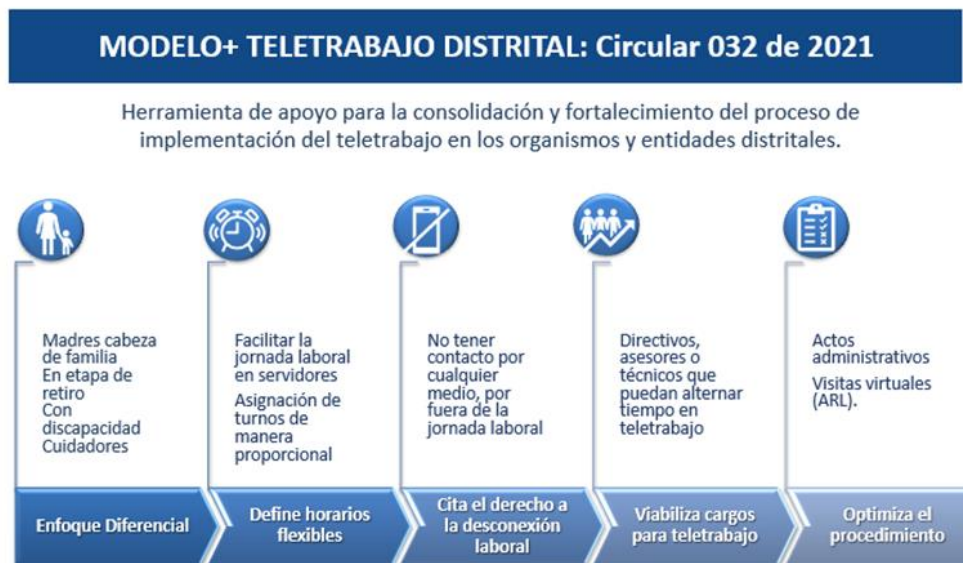 MODELO+ TELETRABAJO DISTRITAL: Circular 032 de 2021
Herramienta de apoyo para la consolidación y fortalecimiento del proceso de
implementación del teletrabajo en los organismos y entidades distritales.
Madres cabeza
de familia
En etapa de
retiro
Con
discapacidad
Cuidadores
Enfoque Diferencial
Facilitar la
jornada laboral
en servidores
Asignación de
turnos de
manera
proporcional
Define horarios
flexibles
No tener
contacto por
cualquier
medio, por
fuera de la
jornada laboral
Cita el derecho a
la desconexión
laboral
Directivos,
asesores o
técnicos que
puedan alternar
tiempo en
teletrabajo
Viabiliza cargos
para teletrabajo
Actos
administrativos
Visitas virtuales
(ARL).
Optimiza el
procedimiento